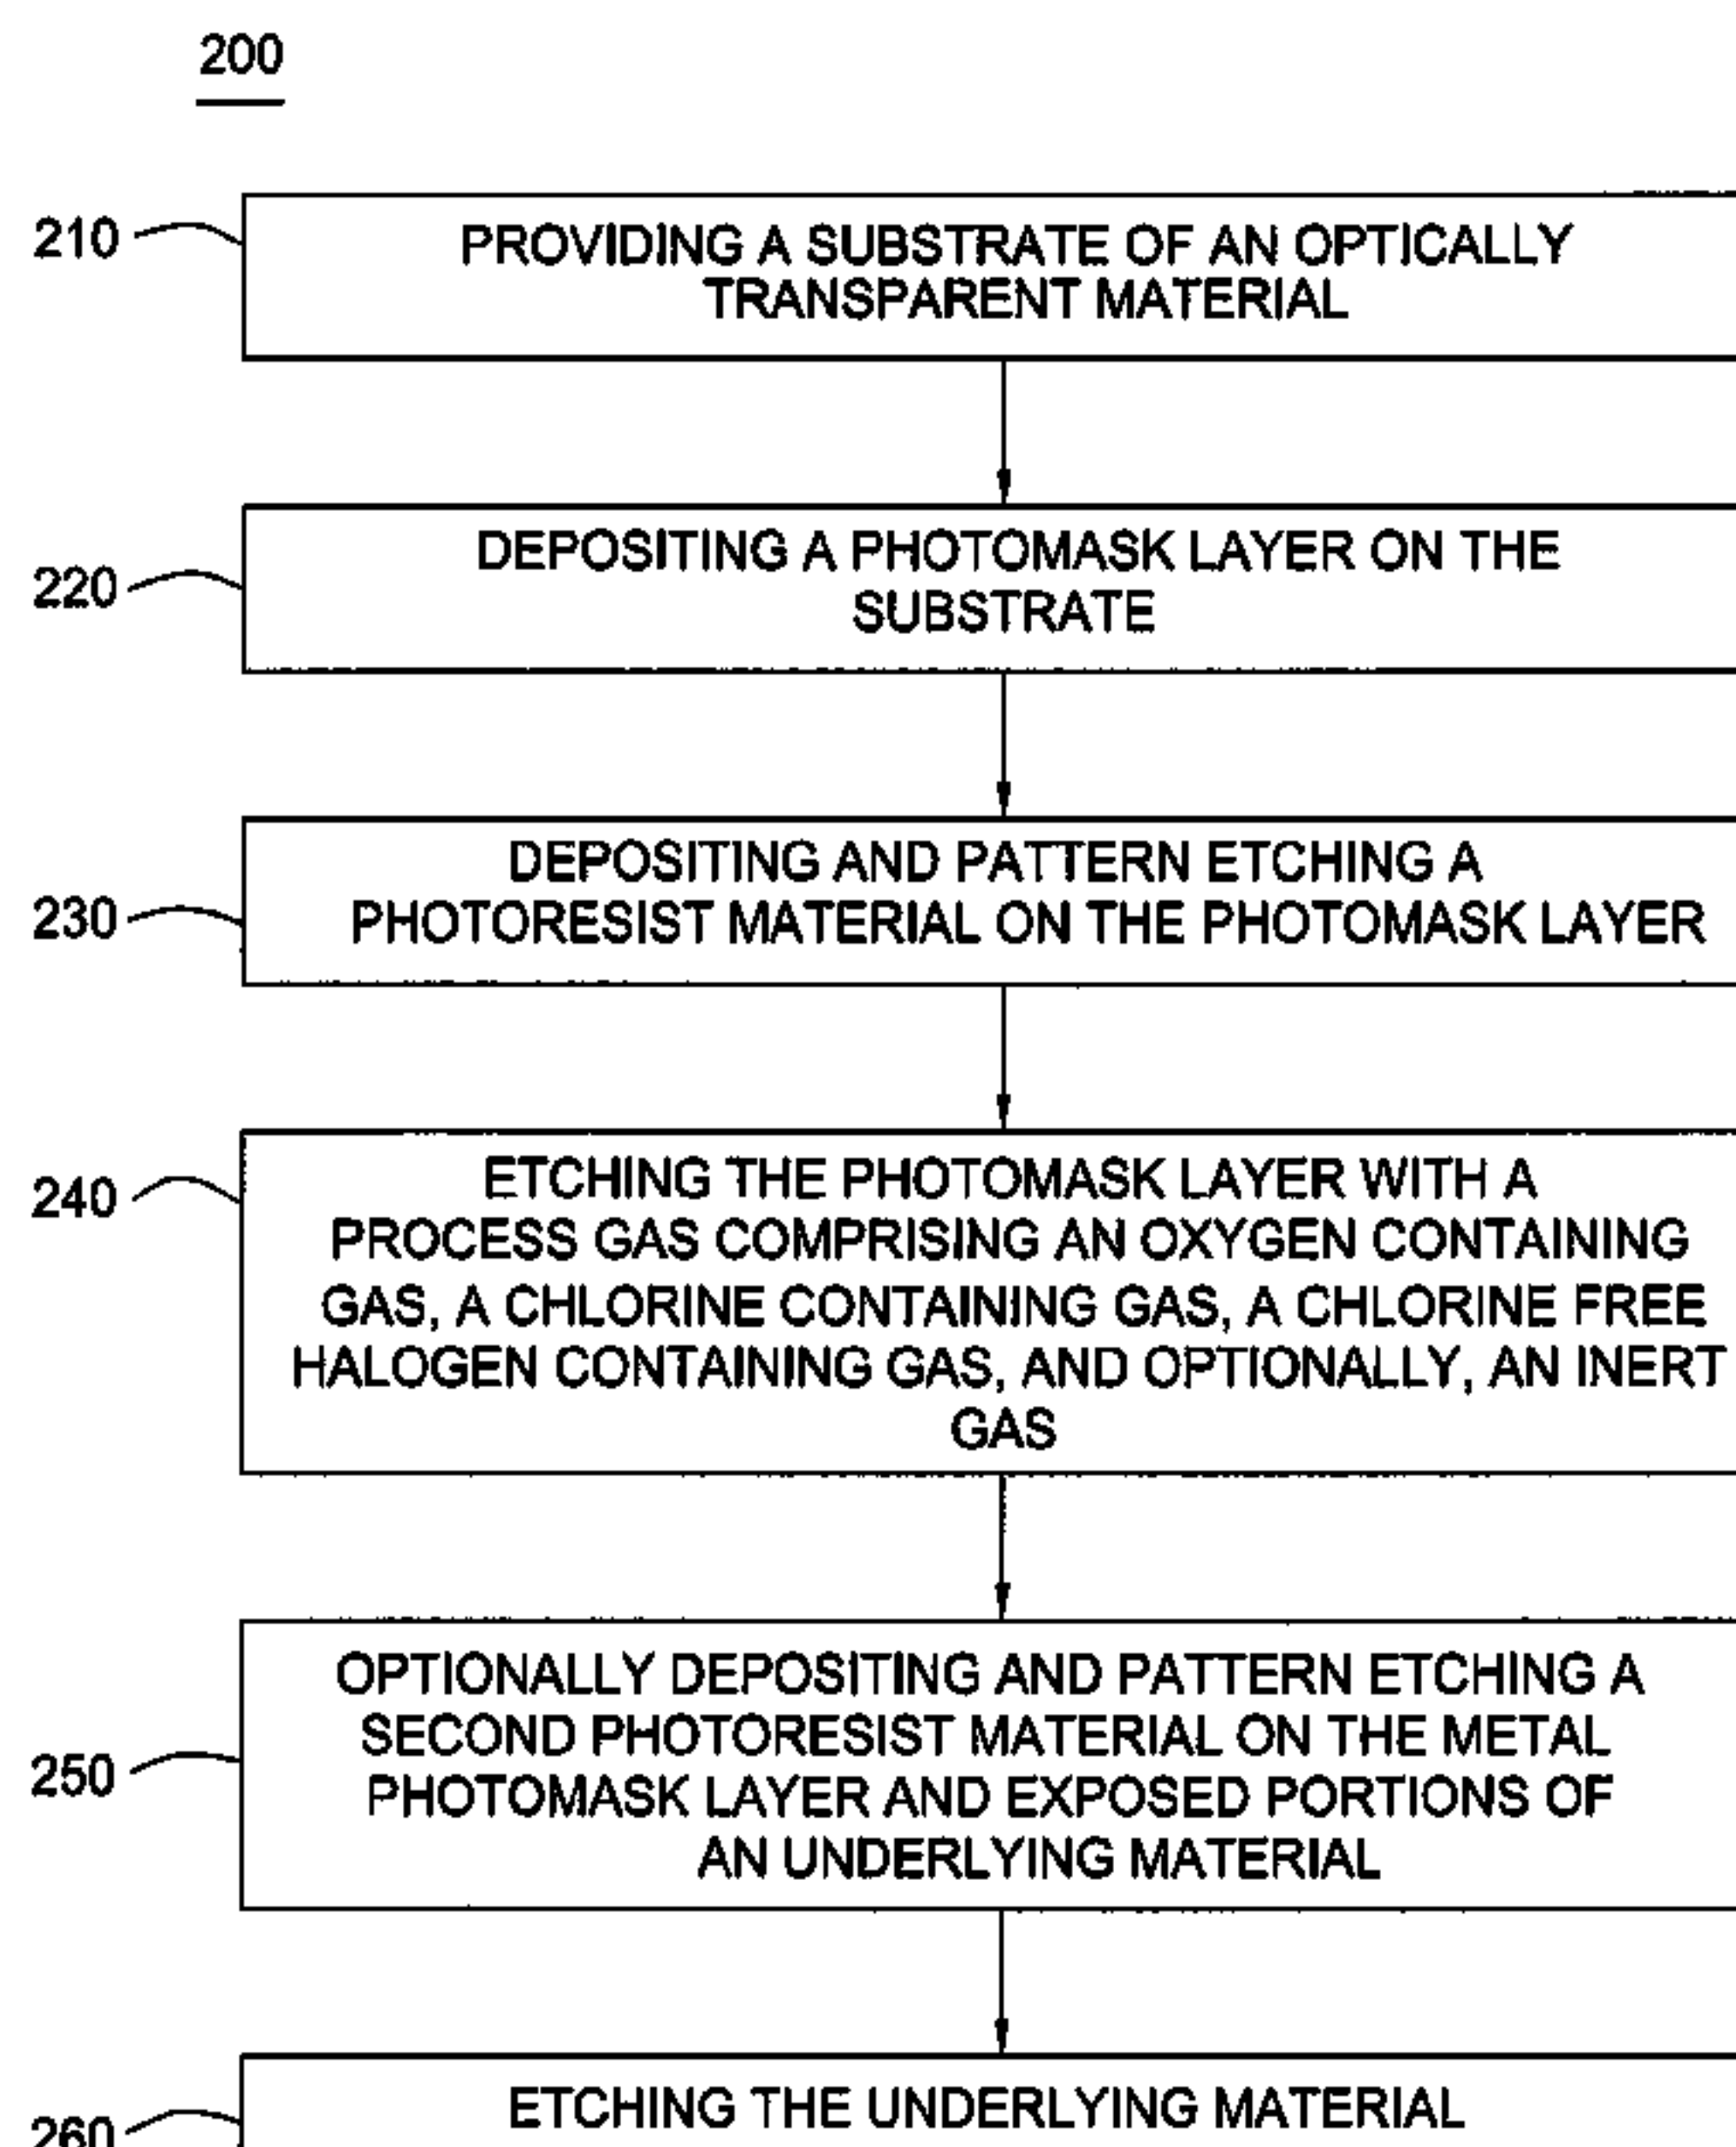 200
210
PROVIDING A SUBSTRATE OF AN OPTICALLY
TRANSPARENT MATERIAL
220
DEPOSITING A PHOTOMASK LAYER ON THE
SUBSTRATE
230
DEPOSITING AND PATTERN ETCHING A
PHOTORESIST MATERIAL ON THE PHOTOMASK LAYER
240
ETCHING THE PHOTOMASK LAYER WITH A
PROCESS GAS COMPRISING AN OXYGEN CONTAINING
GAS, A CHLORINE CONTAINING GAS, A CHLORINE FREE
HALOGEN CONTAINING GAS, AND OPTIONALLY, AN INERT
GAS
250
OPTIONALLY DEPOSITING AND PATTERN ETCHING A
SECOND PHOTORESIST MATERIAL ON THE METAL
PHOTOMASK LAYER AND EXPOSED PORTIONS OF
AN UNDERLYING MATERIAL
260
ETCHING THE UNDERLYING MATERIAL